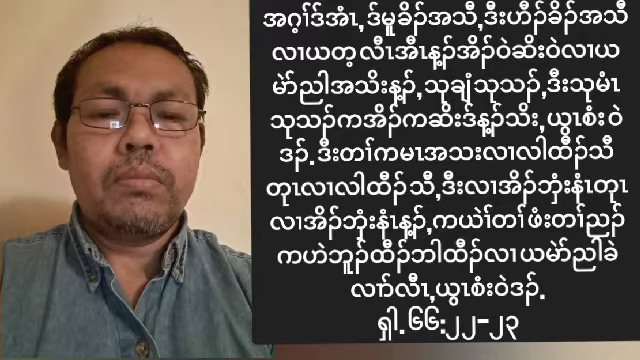 အဂ့ၢ်ဒ်အံၤ, ဒ်မူခိၣ်အသီ,ဒီးဟီၣ်ခိၣ်အသီ
လၢယတ့ လီၤအီၤန့ၣ်အိၣ်ဝဲဆိးဝဲလၢယ
မဲာ်ညါအသိးန့ၣ်,သုချံသုသၣ်,ဒီးသုမံၤ
သုသၣ်ကအိၣ်ကဆိးဒ်န့ၣ်သိး,ယွၤစံးဝဲ
ဒၣ်. ဒီးတၢ်ကမၤအသးလၢလါထီၣ်သီ
တုၤလၢလါထီၣ်သီ,ဒီးလၢအိၣ်ဘှံးနံၤတုၤ
လၢအိၣ်ဘှံးနံၤန့ၣ်,ကယဲၢ်တၢ်ဖံးတၢ်ညၣ်
ကဟဲဘူၣ်ထီၣ်ဘါထီၣ်လၢယမဲာ်ညါခဲ
လၢာ်လီၤ,ယွၤစံးဝဲဒၣ်.
ရှါ. ၆၆:၂၂-၂၃